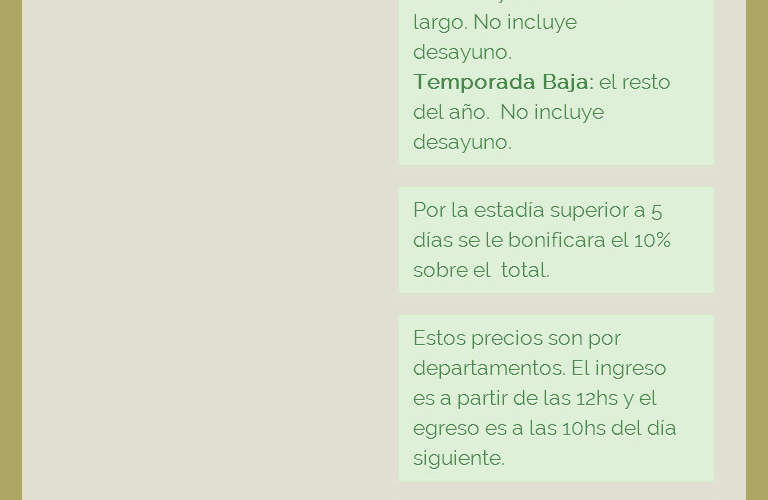 largo. No incluye
desayuno.
Temporada Baja: el resto
del año.  No incluye
desayuno.
Por la estadía superior a 5
días se le bonificara el 10%
sobre el  total.
Estos precios son por
departamentos. El ingreso
es a partir de las 12hs y el
egreso es a las 10hs del día
siguiente.